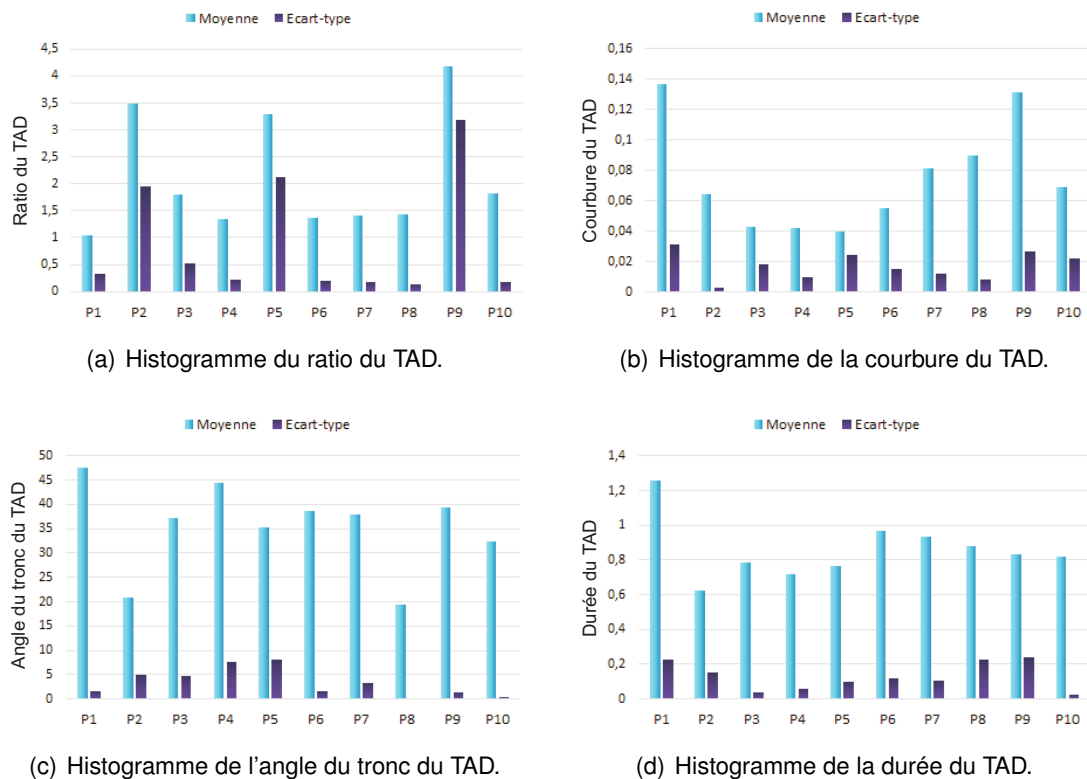 Moyenne Ecart-type
Ratio du TAD
4,5
4
3,5
3
2,5
2
1,5
1
0,5
0
P1 P2 P3 P4 P5 P6 P7 P8 P9 P10
(a) Histogramme du ratio du TAD.
Moyenne Ecart-type
Courbure du TAD
0,16
0,14
0,12
0,1
0,08
0,06
0,04
0,02
0
P1 P2 P3 P4 P5 P6 P7 P8 P9 P10
(b) Histogramme de la courbure du TAD.
Moyenne Ecart-type
Angle du tronc du TAD
50
45
40
35
30
25
20
15
10
5
0
P1 P2 P3 P4 P5 P6 P7 P8 P9 P10
(c) Histogramme de l'angle du tronc du TAD.
Moyenne Ecart-type
Durée du TAD
1,4
1,2
1
0,8
0,6
0,4
0,2
0
P1 P2 P3 P4 P5 P6 P7 P8 P9 P10
(d) Histogramme de la durée du TAD.